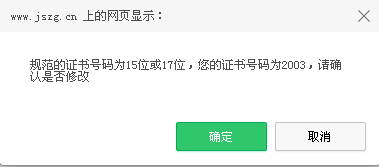 www.jszg.cn 上的网页显示：
规范的证书号码为15位或17位，您的证书号码为2003，请确
认是否修改
确定
取消